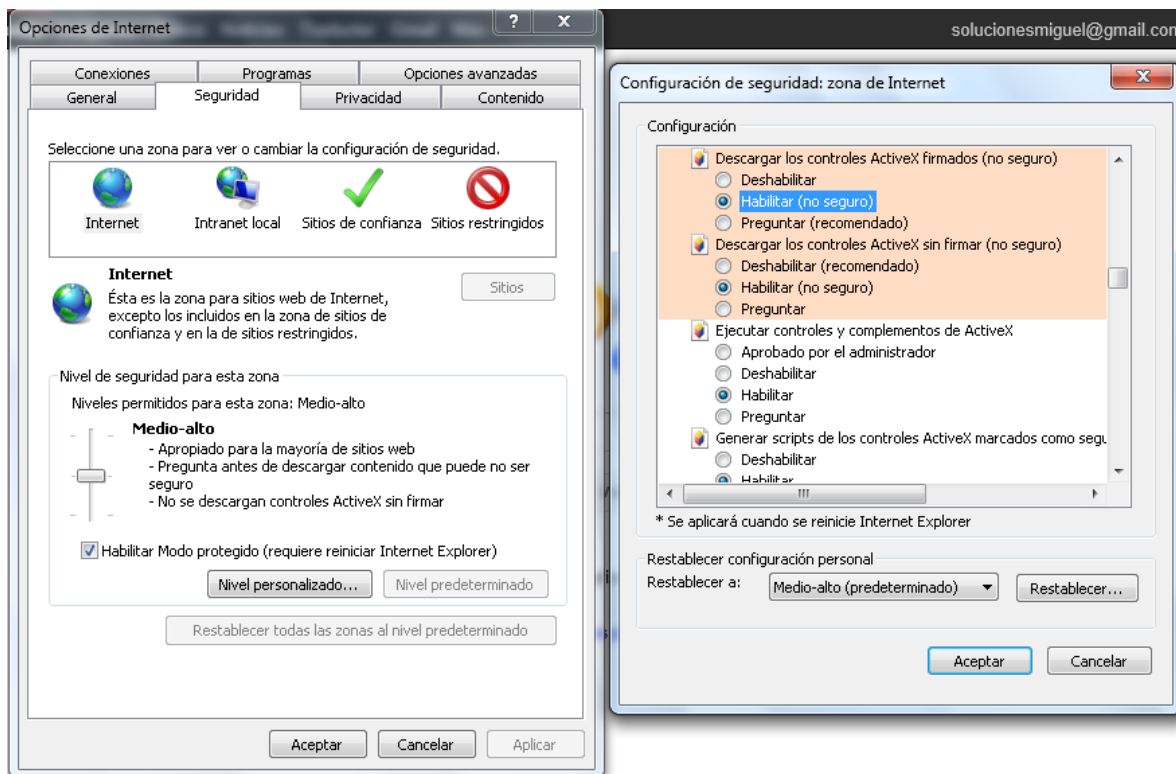 Opciones de Internet
solucionesmiguel@gmail.con
Conexiones Programas Opciones avanzadas
General Seguridad Privacidad Contenido
Seleccione una zona para ver o cambiar la configuración de seguridad.
Internet Intranet local Sitios de confianza Sitios restringidos
Internet
Ésta es la zona para sitios web de Internet,
excepto los incluidos en la zona de sitios de
confianza y en la de sitios restringidos.
Sitios
Nivel de seguridad para esta zona
Niveles permitidos para esta zona: Medio-alto
Medio-alto
- Apropiado para la mayoría de sitios web
- Pregunta antes de descargar contenido que puede no ser
seguro
- No se descargan controles ActiveX sin firmar
Habilitar Modo protegido (requiere reiniciar Internet Explorer)
Nivel personalizado... Nivel predeterminado
Restablecer todas las zonas al nivel predeterminado
Aceptar Cancelar Aplicar
Configuración de seguridad: zona de Internet
Configuración
Descargar los controles ActiveX firmados (no seguro)
Deshabilitar
Habilitar (no seguro)
Preguntar (recomendado)
Descargar los controles ActiveX sin firmar (no seguro)
Deshabilitar (recomendado)
Habilitar (no seguro)
Preguntar
Ejecutar controles y complementos de ActiveX
Aprobado por el administrador
Deshabilitar
Habilitar
Preguntar
Generar scripts de los controles ActiveX marcados como segu
Deshabilitar
Habilitar
* Se aplicará cuando se reinicie Internet Explorer
Restablecer configuración personal
Restablecer a: Medio-alto (predeterminado) Restablecer...
Aceptar Cancelar